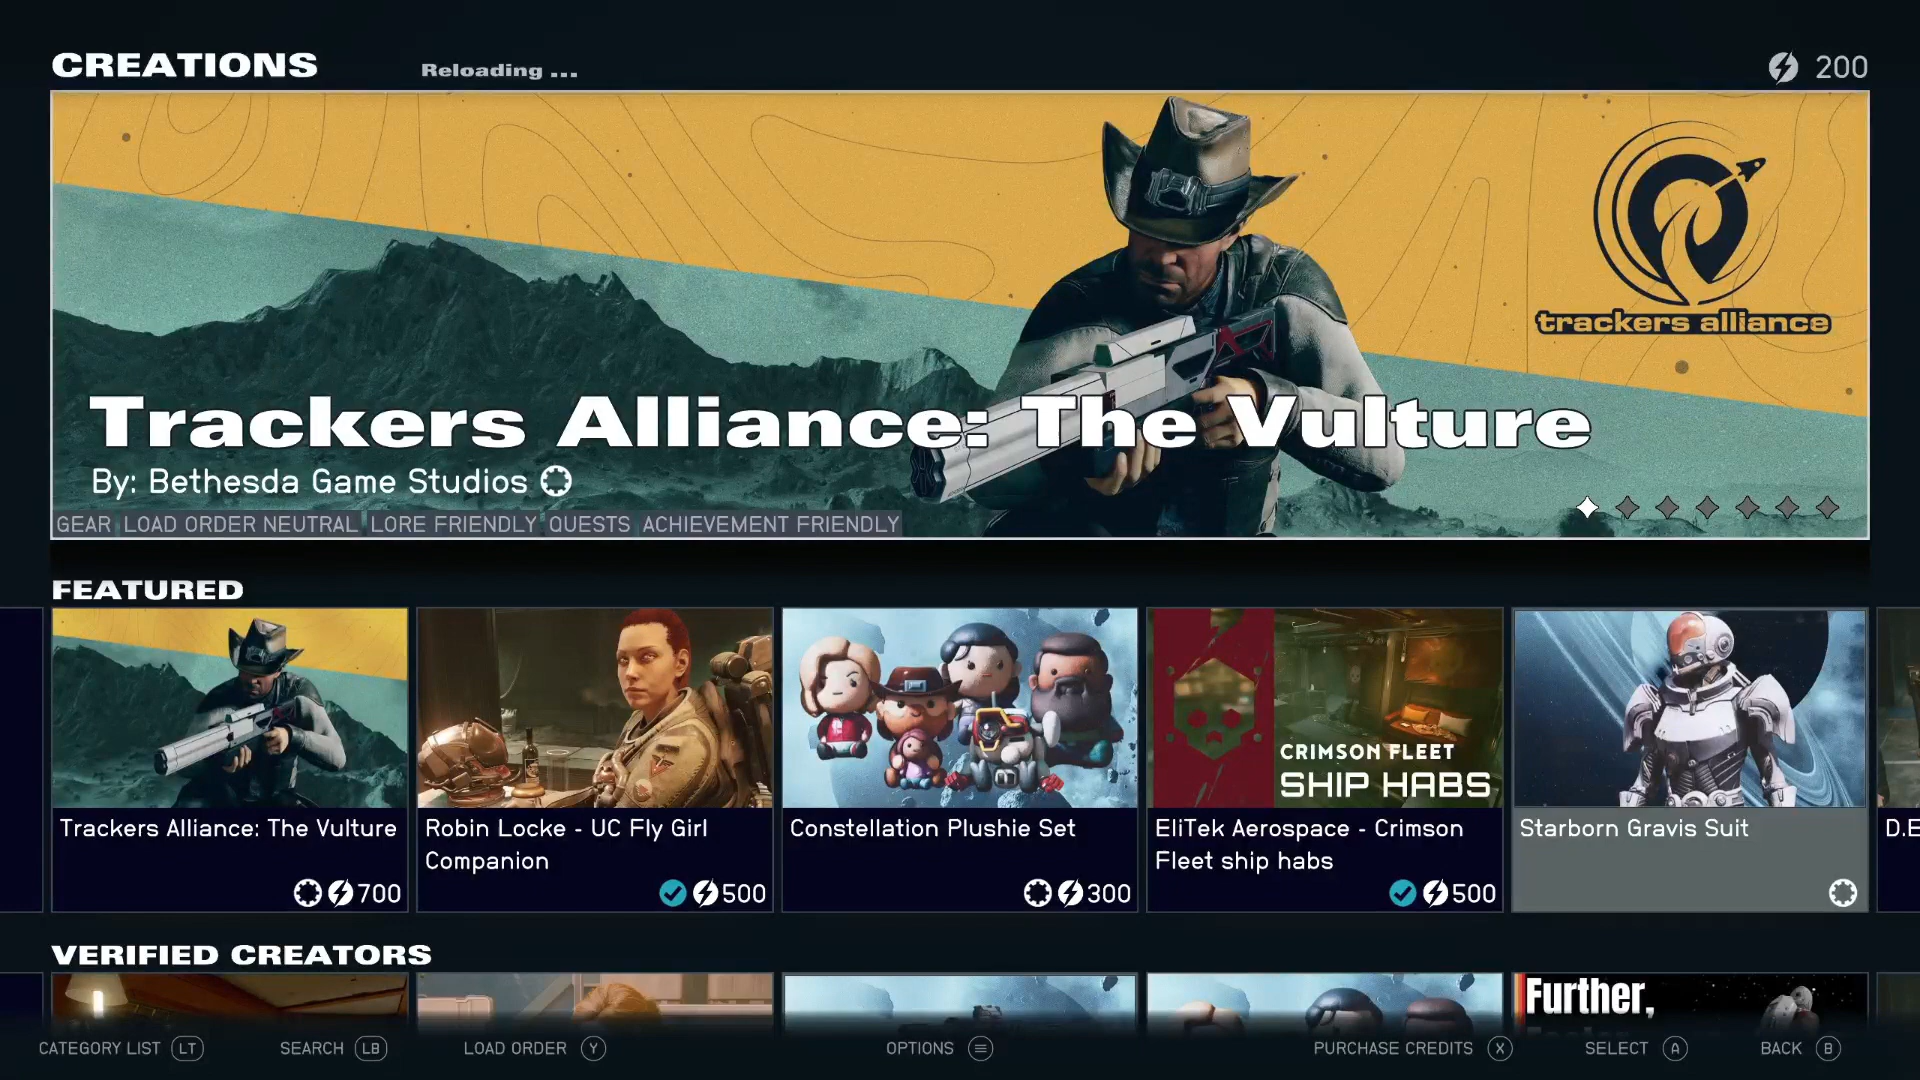 CREATIONS
Reloading ...
200
trackers alliance
Trackers Alliance: The Vulture
By: Bethesda Game Studios
GEAR LOAD ORDER NEUTRAL LORE FRIENDLY QUESTS ACHIEVEMENT FRIENDLY
FEATURED
CRIMSON FLEET
SHIP HABS
Trackers Alliance: The Vulture
700
Robin Locke - UC Fly Girl
Companion
500
Constellation Plushie Set
300
EliTek Aerospace - Crimson
Fleet ship habs
500
Starborn Gravis Suit
VERIFIED CREATORS
Further,
CATEGORY LIST LT
SEARCH LB
LOAD ORDER Y
OPTIONS
PURCHASE CREDITS X
SELECT A
BACK B